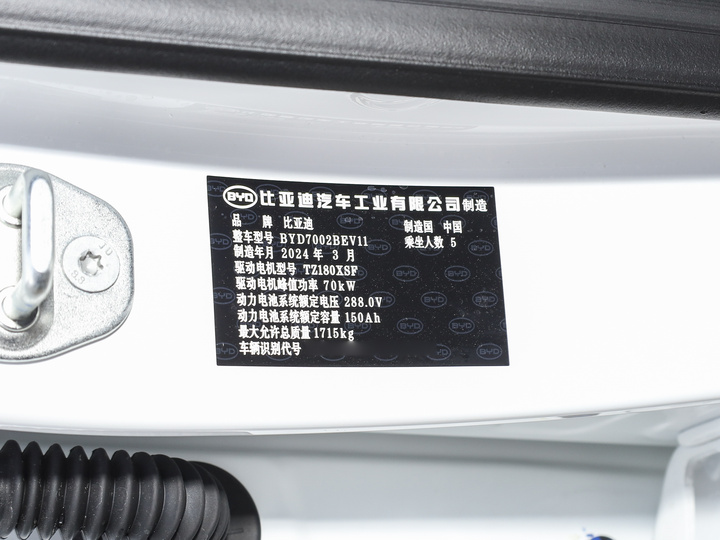 BYD 比亚迪汽车工业有限公司 制造
品 牌 比亚迪 制造国 中国
整车型号 BYD7002BEV11 乘坐人数 5
制造年月 2024 年 3 月
驱动电机型号 TZ180XSF
驱动电机峰值功率 70kW
动力电池系统额定电压 288.0V
动力电池系统额定容量 150Ah
最大允许总质量 1715kg
车辆识别代号